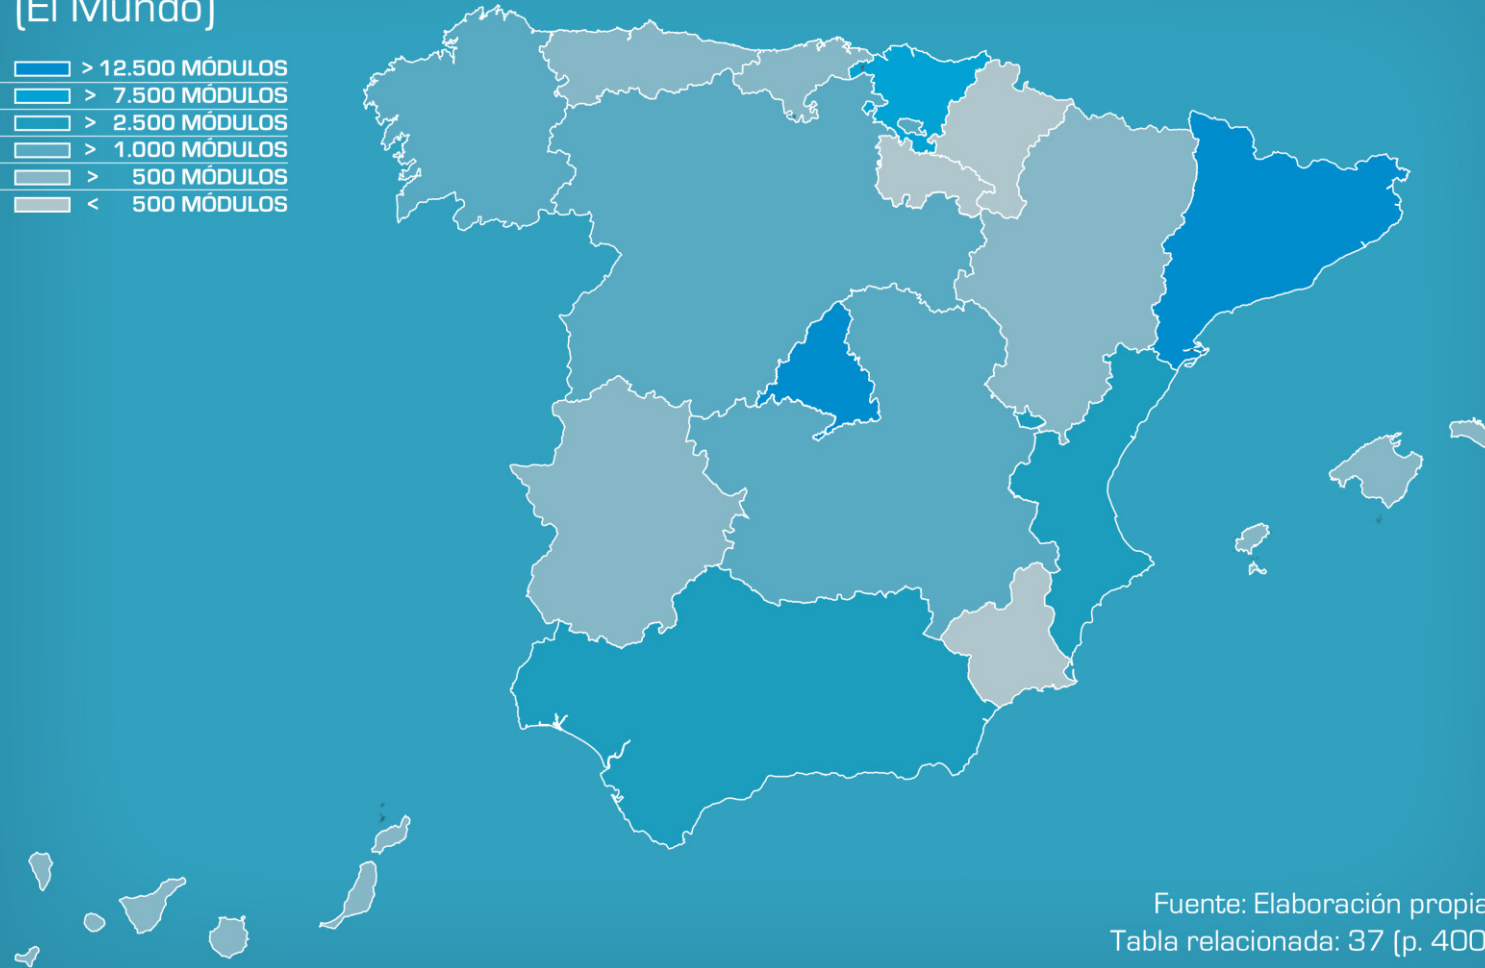 (El Mundo)
> 12.500 MÓDULOS
> 7.500 MÓDULOS
> 2.500 MÓDULOS
> 1.000 MÓDULOS
> 500 MÓDULOS
< 500 MÓDULOS
Fuente: Elaboración propia
Tabla relacionada: 37 (p. 400